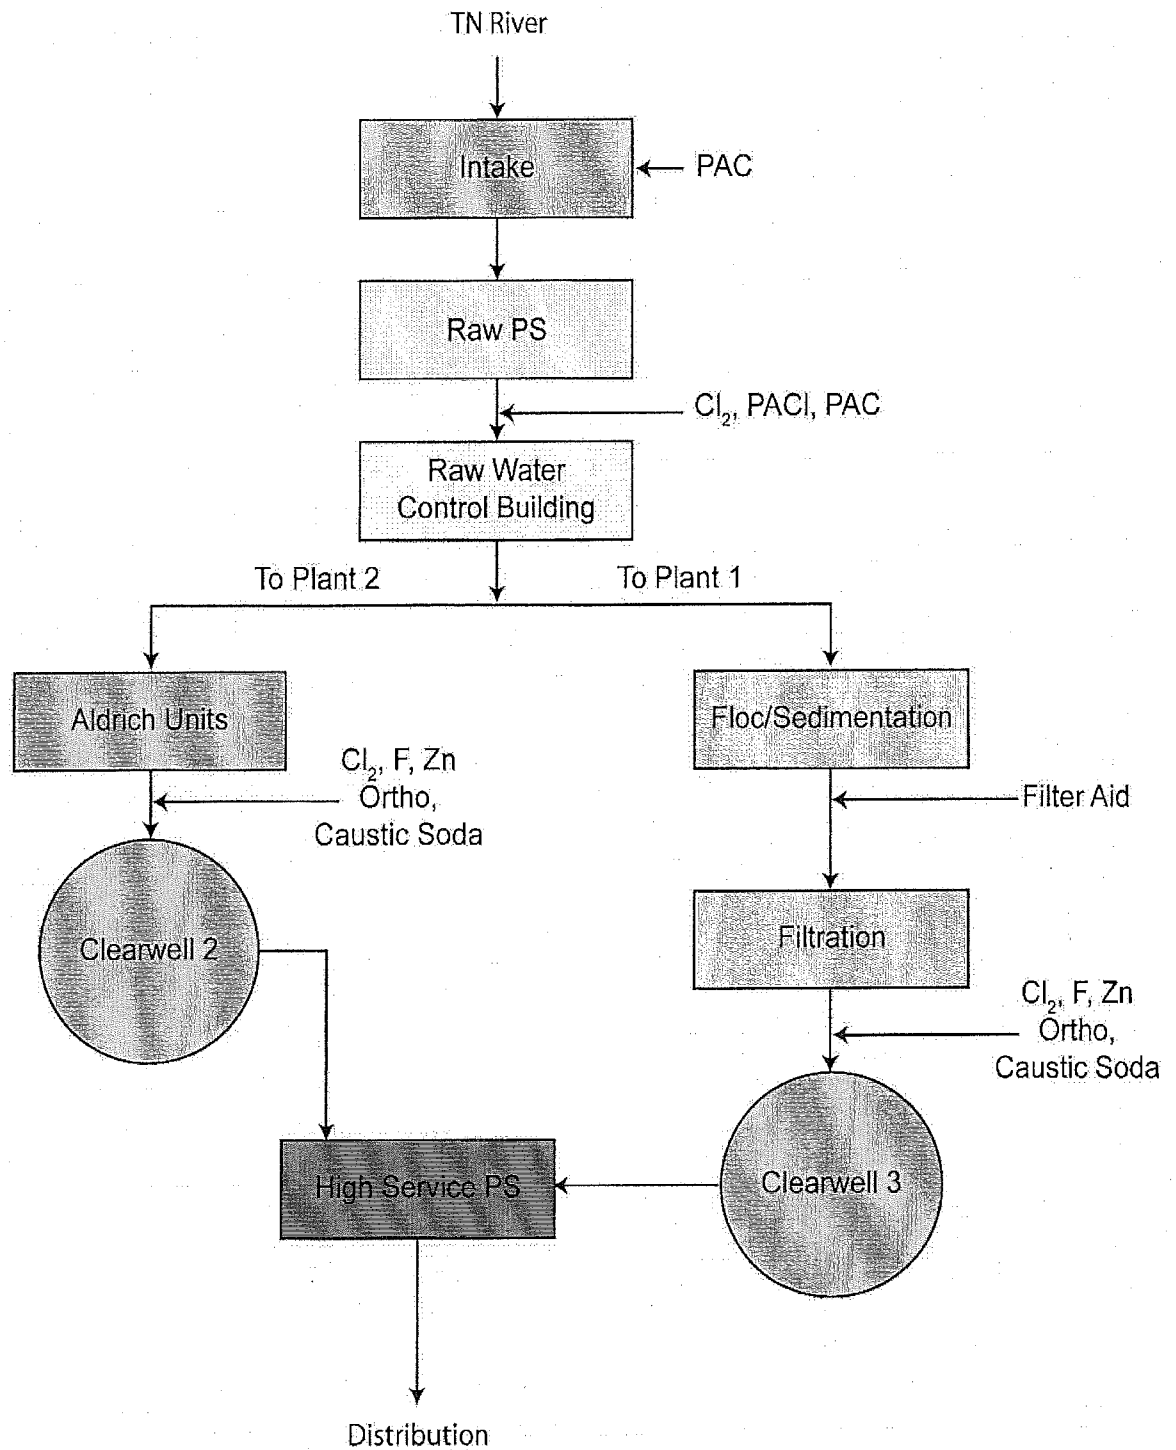 TN River
Intake
PAC
Raw PS
Cl₂, PACl, PAC
Raw Water
Control Building
To Plant 2
To Plant 1
Aldrich Units
Cl₂, F, Zn
Ortho,
Caustic Soda
Floc/Sedimentation
Filter Aid
Clearwell 2
Filtration
Cl₂, F, Zn
Ortho,
Caustic Soda
High Service PS
Clearwell 3
Distribution